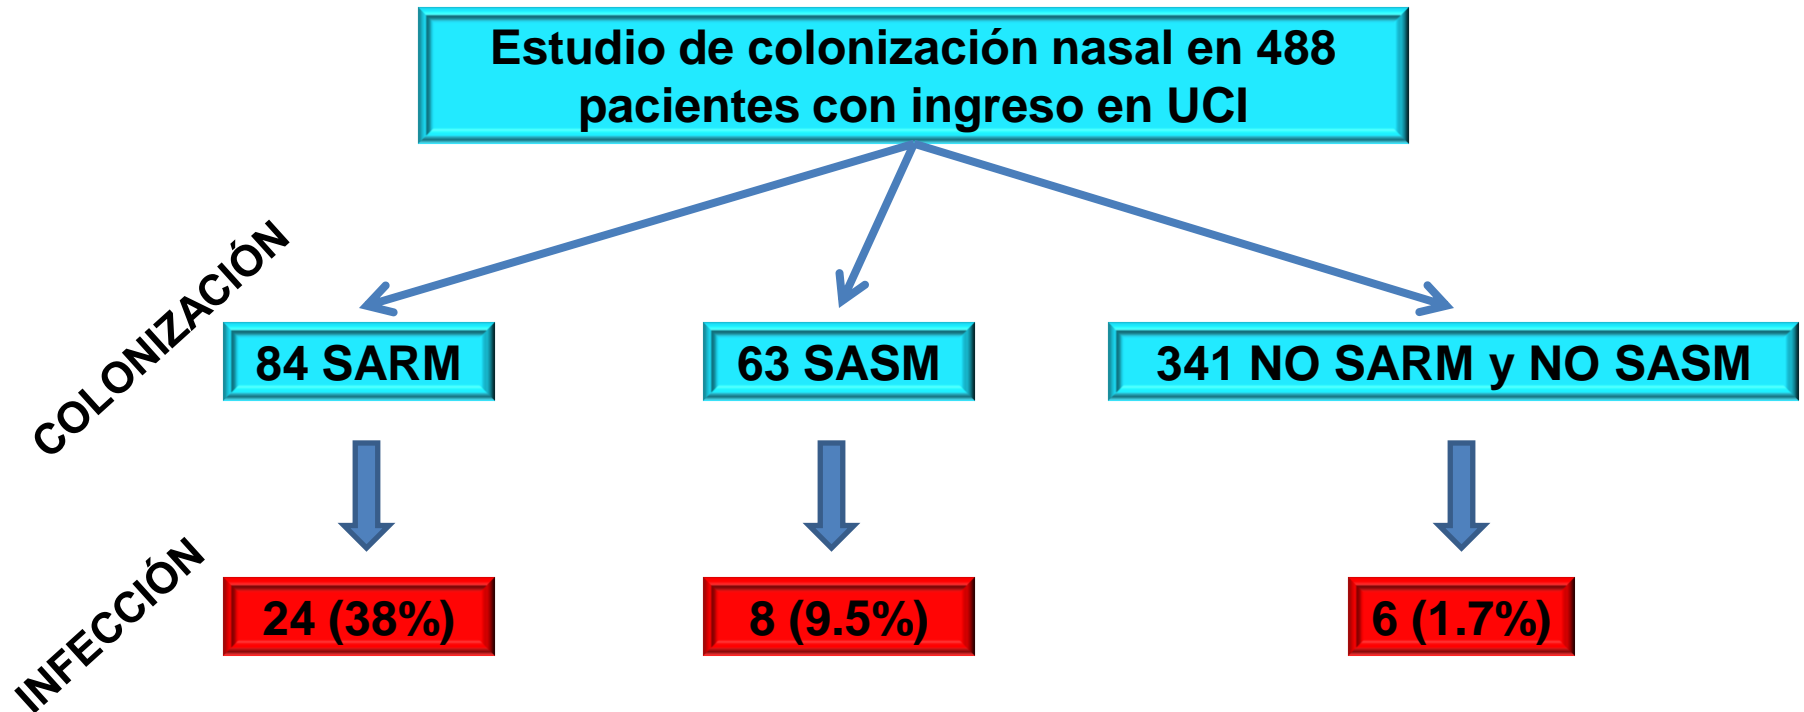 Estudio de colonización nasal en 488
pacientes con ingreso en UCI
COLONIZACIÓN
84 SARM
63 SASM
341 NO SARM y NO SASM
INFECCIÓN
24 (38%)
8 (9.5%)
6 (1.7%)